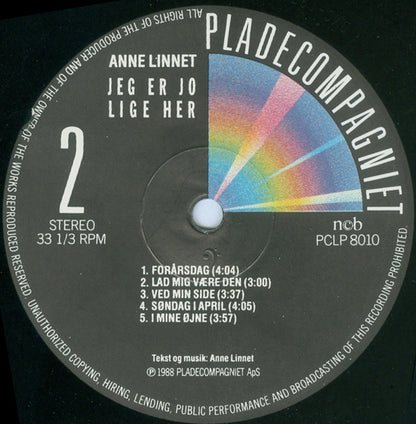 PLADECOMPAGNIET
ANNE LINNET
JEG ER JO
LIGE HER
2
STEREO
33 1/3 RPM
n©b
PCLP 8010
1. FORÅRSDAG (4:04)
2. LAD MIG VÆRE DEN (3:00)
3. VED MIN SIDE (3:37)
4. SØNDAG I APRIL (4:05)
5. I MINE ØJNE (3:57)
Tekst og musik: Anne Linnet
Ⓟ 1988 PLADECOMPAGNIET ApS
ALL RIGHTS OF THE PRODUCER AND OF THE OWNER OF THE WORKS REPRODUCED RESERVED. UNAUTHORIZED COPYING, HIRING, LENDING, PUBLIC PERFORMANCE AND BROADCASTING OF THIS RECORDING PROHIBITED.